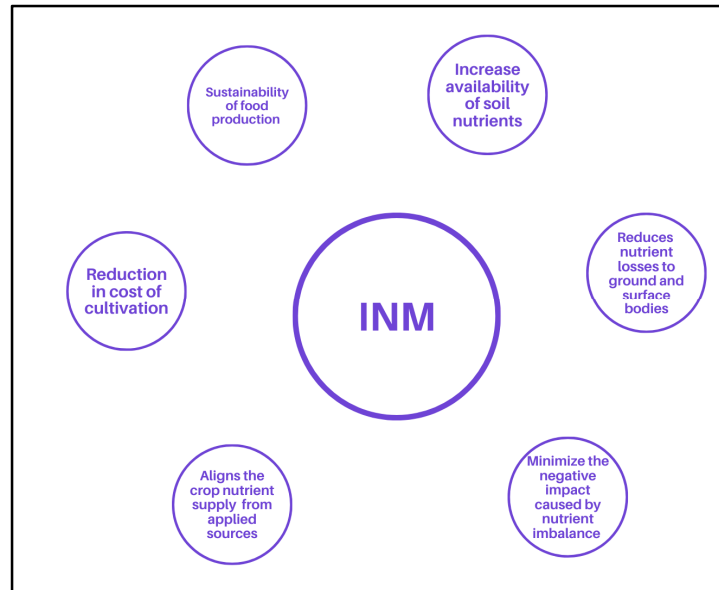 Sustainability
of food
production
Increase
availability
of soil
nutrients
Reduction
in cost of
cultivation
INM
Reduces
nutrient
losses to
ground and
surface
bodies
Aligns the
crop nutrient
supply from
applied
sources
Minimize the
negative
impact
caused by
nutrient
imbalance